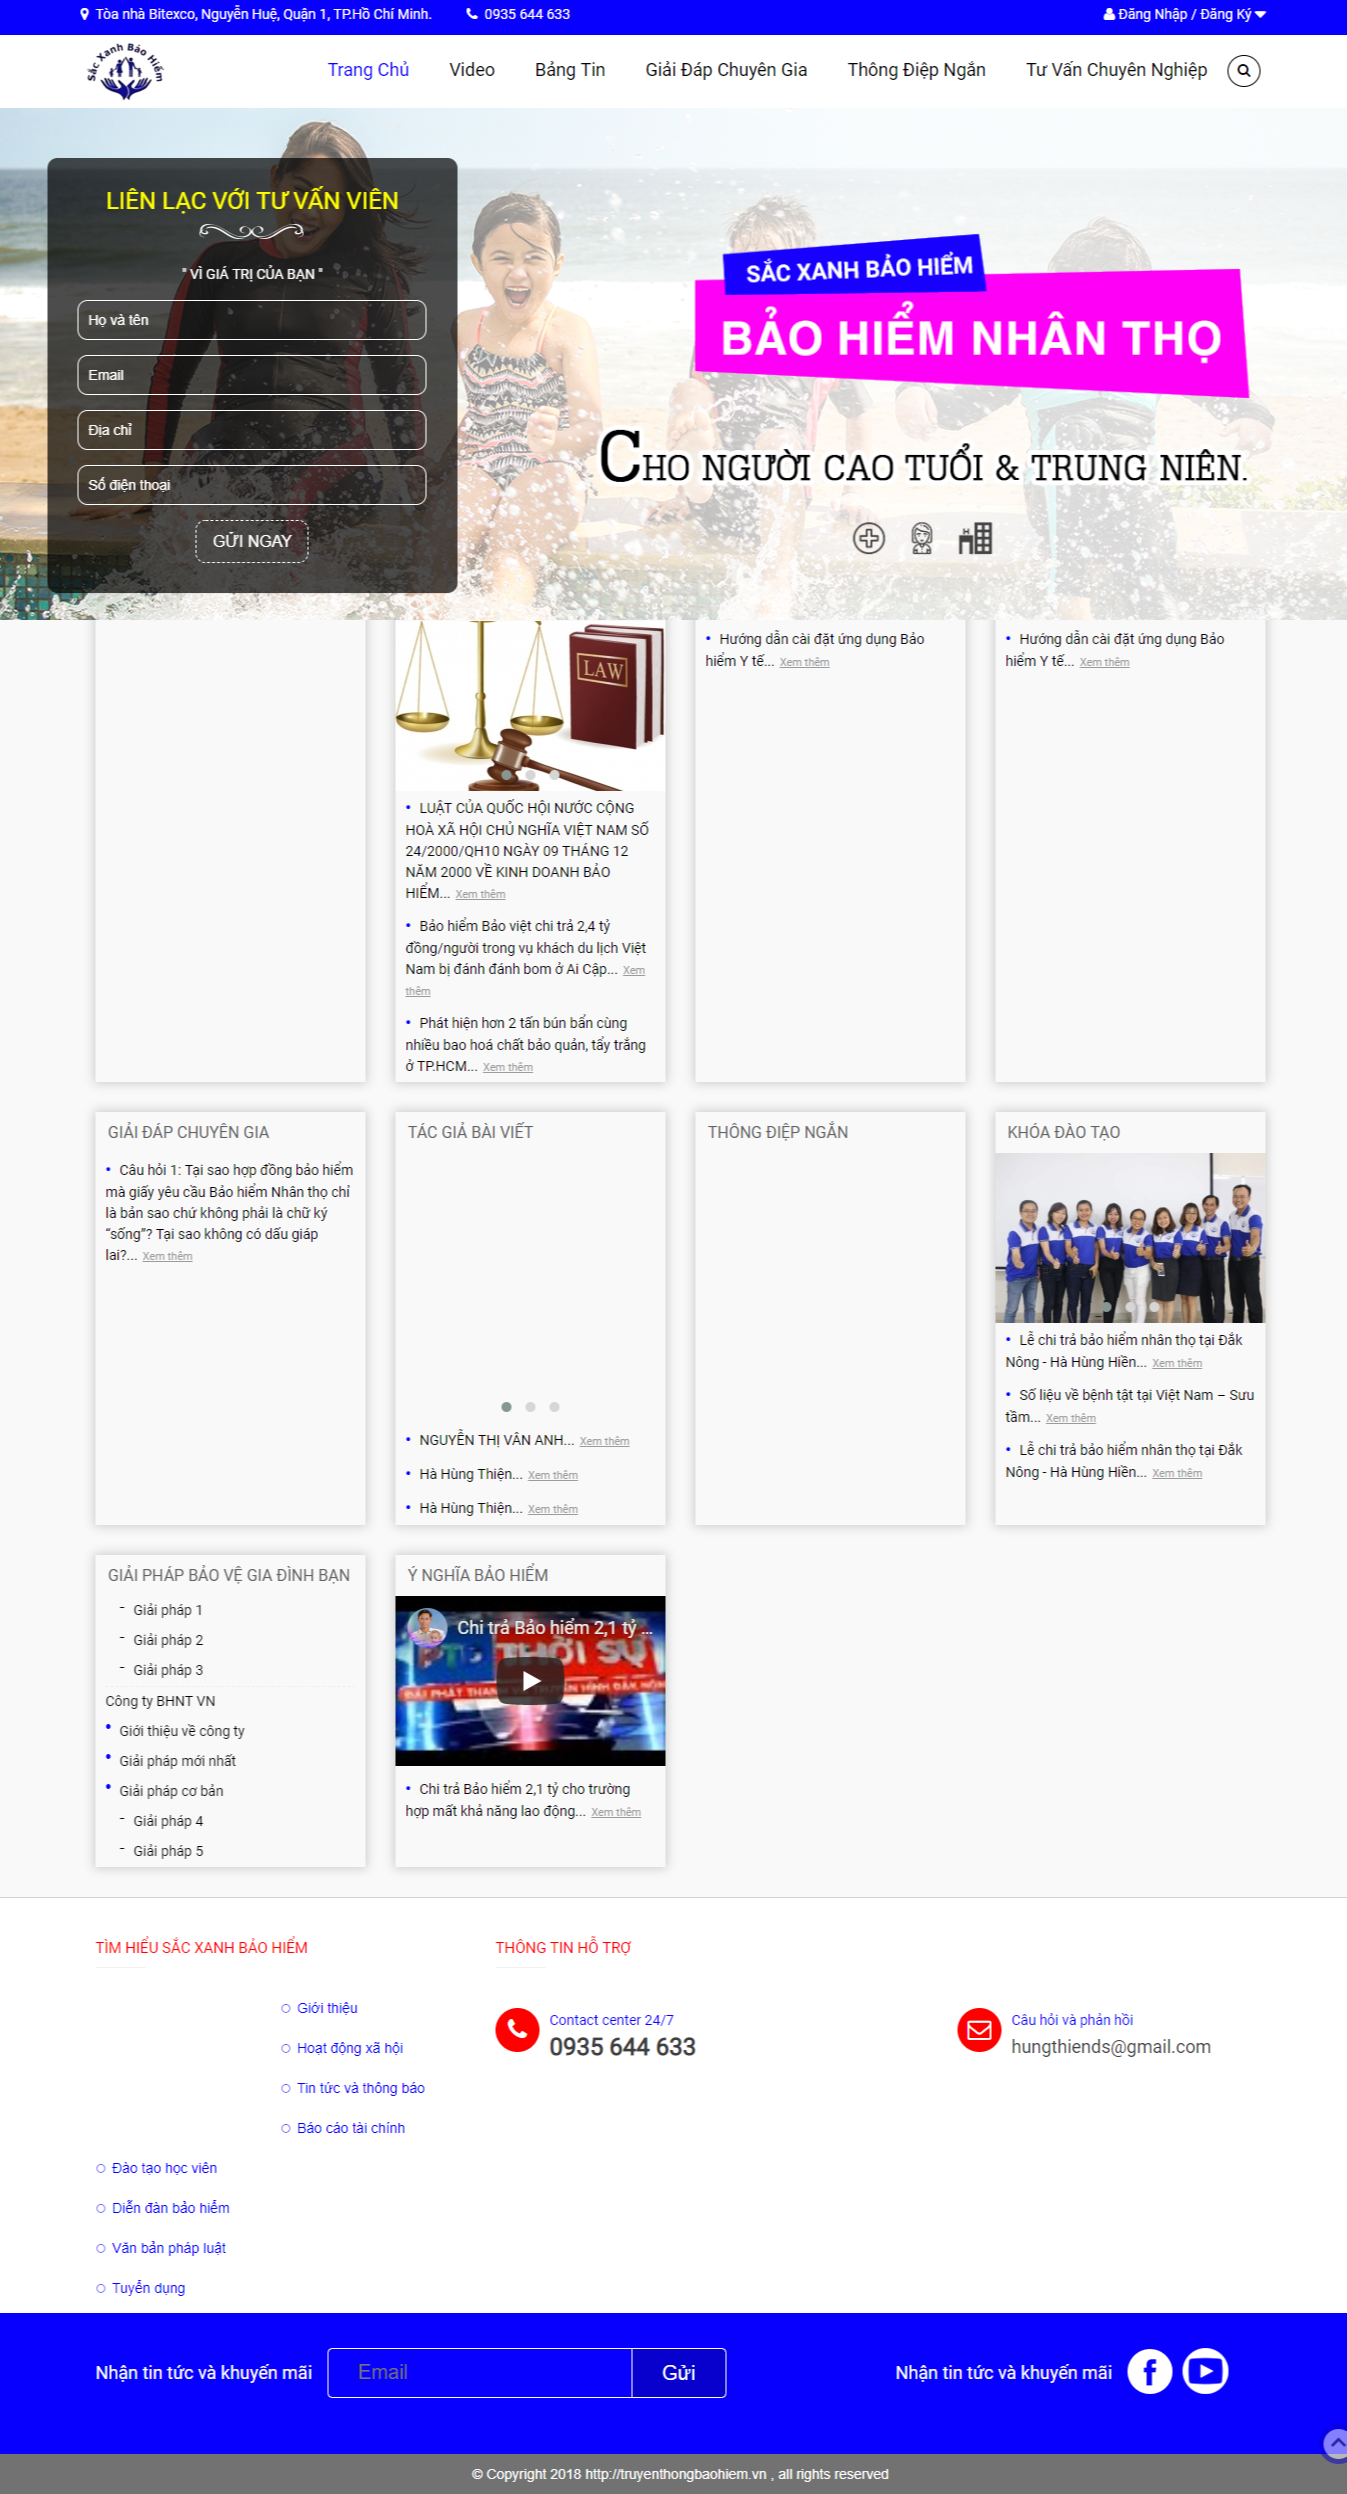 Tòa nhà Bitexco, Nguyễn Huệ, Quận 1, TP.Hồ Chí Minh. 0935 644 633 Đăng Nhập / Đăng Ký
Sắc Xanh Bảo Hiểm
Trang Chủ Video Bảng Tin Giải Đáp Chuyên Gia Thông Điệp Ngắn Tư Vấn Chuyên Nghiệp
LIÊN LẠC VỚI TƯ VẤN VIÊN
" VÌ GIÁ TRỊ CỦA BẠN "
Họ và tên
Email
Địa chỉ
Số điện thoại
GỬI NGAY
SẮC XANH BẢO HIỂM
BẢO HIỂM NHÂN THỌ
CHO NGƯỜI CAO TUỔI & TRUNG NIÊN.
LAW
• LUẬT CỦA QUỐC HỘI NƯỚC CỘNG
HOÀ XÃ HỘI CHỦ NGHĨA VIỆT NAM SỐ
24/2000/QH10 NGÀY 09 THÁNG 12
NĂM 2000 VỀ KINH DOANH BẢO
HIỂM... Xem thêm
• Bảo hiểm Bảo việt chi trả 2,4 tỷ
đồng/người trong vụ khách du lịch Việt
Nam bị đánh đánh bom ở Ai Cập... Xem
thêm
• Phát hiện hơn 2 tấn bún bẩn cùng
nhiều bao hoá chất bảo quản, tẩy trắng
ở TP.HCM... Xem thêm
• Hướng dẫn cài đặt ứng dụng Bảo
hiểm Y tế... Xem thêm
• Hướng dẫn cài đặt ứng dụng Bảo
hiểm Y tế... Xem thêm
GIẢI ĐÁP CHUYÊN GIA
• Câu hỏi 1: Tại sao hợp đồng bảo hiểm
mà giấy yêu cầu Bảo hiểm Nhân thọ chỉ
là bản sao chứ không phải là chữ ký
“sống”? Tại sao không có dấu giáp
lai?... Xem thêm
TÁC GIẢ BÀI VIẾT
• NGUYỄN THỊ VÂN ANH... Xem thêm
• Hà Hùng Thiện... Xem thêm
• Hà Hùng Thiện... Xem thêm
THÔNG ĐIỆP NGẮN
KHÓA ĐÀO TẠO
• Lễ chi trả bảo hiểm nhân thọ tại Đắk
Nông - Hà Hùng Hiền... Xem thêm
• Số liệu về bệnh tật tại Việt Nam – Sưu
tầm... Xem thêm
• Lễ chi trả bảo hiểm nhân thọ tại Đắk
Nông - Hà Hùng Hiền... Xem thêm
GIẢI PHÁP BẢO VỆ GIA ĐÌNH BẠN
- Giải pháp 1
- Giải pháp 2
- Giải pháp 3
Công ty BHNT VN
• Giới thiệu về công ty
• Giải pháp mới nhất
• Giải pháp cơ bản
- Giải pháp 4
- Giải pháp 5
Ý NGHĨA BẢO HIỂM
Chi trả Bảo hiểm 2,1 tỷ ...
PTD THỜI SỰ
ĐÀI PHÁT THANH VÀ TRUYỀN HÌNH ĐĂK NÔNG
• Chi trả Bảo hiểm 2,1 tỷ cho trường
hợp mất khả năng lao động... Xem thêm
TÌM HIỂU SẮC XANH BẢO HIỂM
Giới thiệu
Hoạt động xã hội
Tin tức và thông báo
Báo cáo tài chính
Đào tạo học viên
Diễn đàn bảo hiểm
Văn bản pháp luật
Tuyển dụng
THÔNG TIN HỖ TRỢ
Contact center 24/7
0935 644 633
Câu hỏi và phản hồi
hungthiends@gmail.com
Nhận tin tức và khuyến mãi Email Gửi Nhận tin tức và khuyến mãi
© Copyright 2018 http://truyenthongbaohiem.vn , all rights reserved